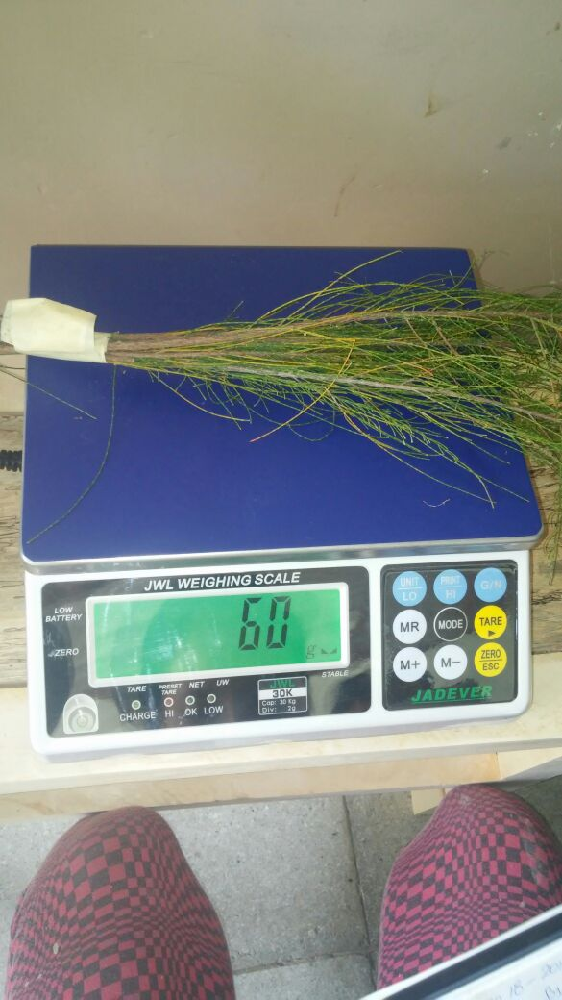 JWL WEIGHING SCALE
LOW
BATTERY
ZERO
60
g
STABLE
TARE
PRESET
TARE
NET
UW
CHARGE
HI
OK
LOW
JWL
30K
Cap: 30 Kg
Div: 2g
UNIT
LO
PRINT
HI
G/N
MR
MODE
TARE
M+
M-
ZERO
ESC
JADEVER